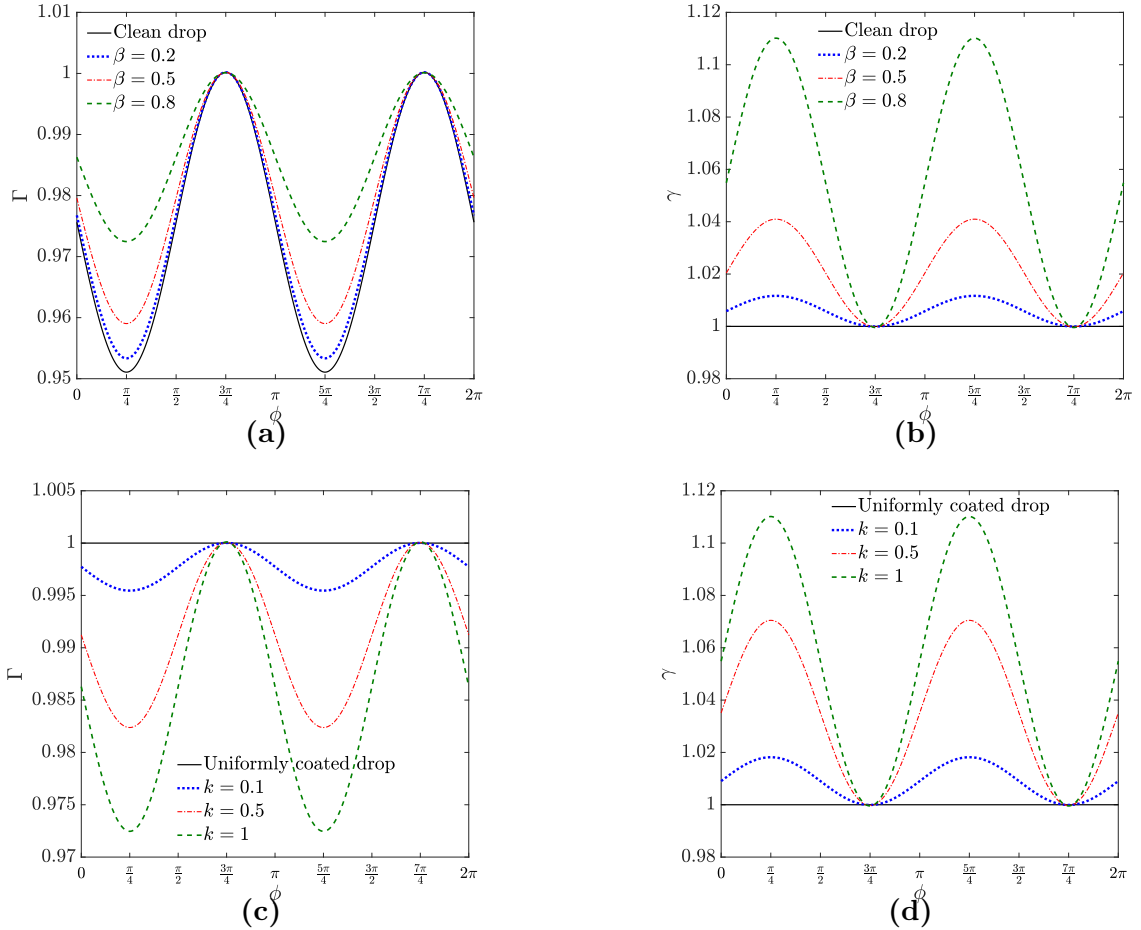 1.01
1
0.99
0.98
0.97
0.96
0.95
Γ
Clean drop
β = 0.2
β = 0.5
β = 0.8
0 π/4 π/2 3π/4 π 5π/4 3π/2 7π/4 2π
ϕ
(a)
1.12
1.1
1.08
1.06
1.04
1.02
1
0.98
γ
Clean drop
β = 0.2
β = 0.5
β = 0.8
0 π/4 π/2 3π/4 π 5π/4 3π/2 7π/4 2π
ϕ
(b)
1.005
1
0.995
0.99
0.985
0.98
0.975
0.97
Γ
Uniformly coated drop
k = 0.1
k = 0.5
k = 1
0 π/4 π/2 3π/4 π 5π/4 3π/2 7π/4 2π
ϕ
(c)
1.12
1.1
1.08
1.06
1.04
1.02
1
0.98
γ
Uniformly coated drop
k = 0.1
k = 0.5
k = 1
0 π/4 π/2 3π/4 π 5π/4 3π/2 7π/4 2π
ϕ
(d)